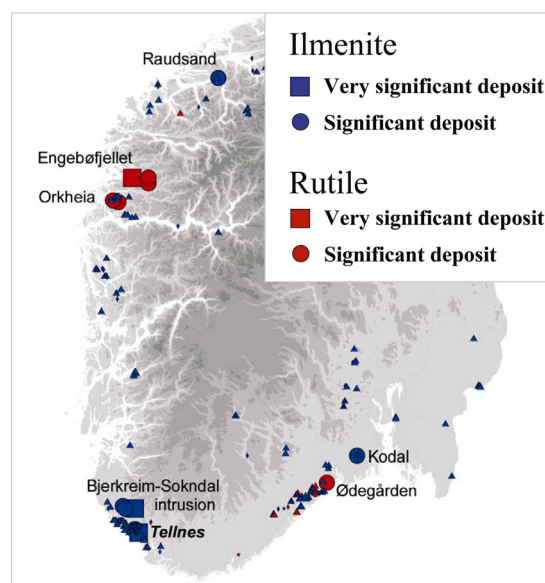 Raudsand
Ilmenite
Very significant deposit
Significant deposit
Rutile
Very significant deposit
Significant deposit
Engebøfjellet
Orkheia
Kodal
Ødegården
Bjerkreim-Sokndal
intrusion
Tellnes